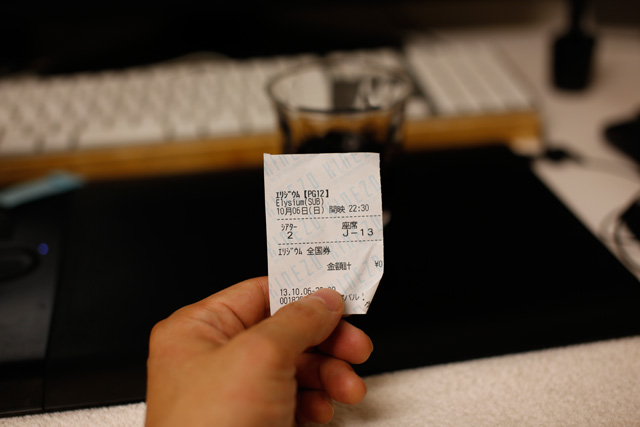 ｴﾘｼﾞｳﾑ【PG12】
Elysium(SUB)
10月06日(日) 開映 22:30
ｼｱﾀｰ 座席
2 J-13
ｴﾘｼﾞｳﾑ 全国券
金額計 ¥0
13.10.06